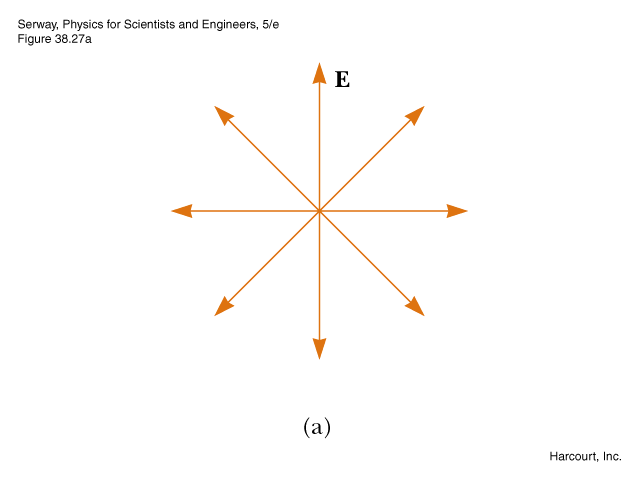 Serway, Physics for Scientists and Engineers, 5/e
Figure 38.27a
E
(a)
Harcourt, Inc.